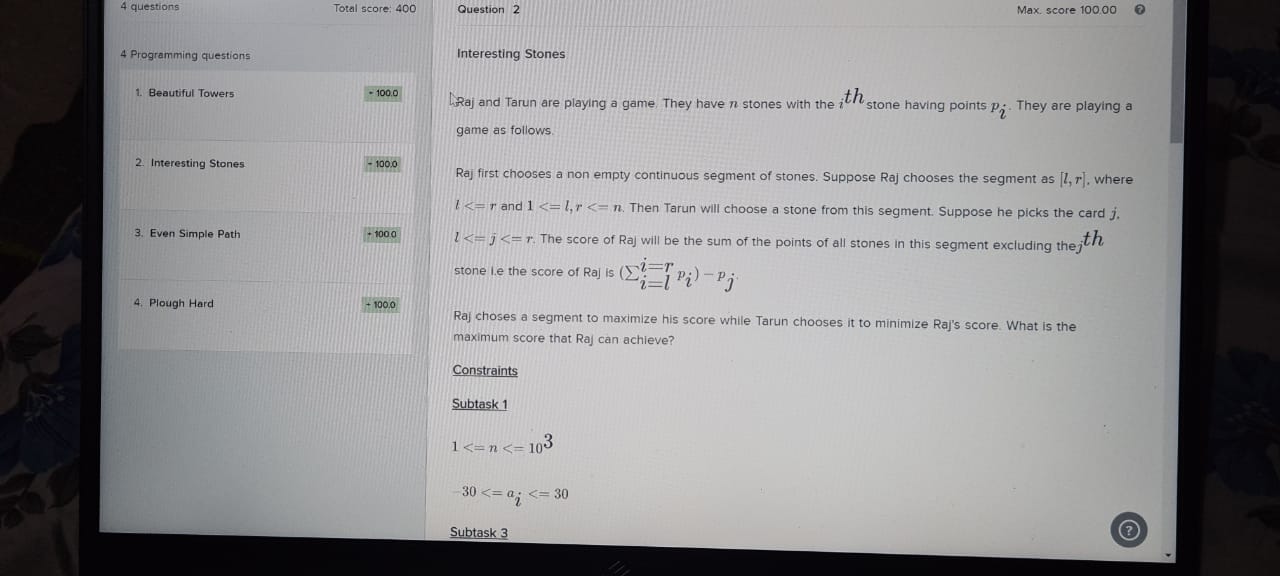 4 questions
Total score: 400
4 Programming questions
1. Beautiful Towers
+ 100.0
2. Interesting Stones
+ 100.0
3. Even Simple Path
+ 100.0
4. Plough Hard
+ 100.0
Question 2
Max. score 100.00
Interesting Stones
Raj and Tarun are playing a game. They have n stones with the i^th stone having points p_i. They are playing a
game as follows.
Raj first chooses a non empty continuous segment of stones. Suppose Raj chooses the segment as [l, r], where
l <= r and 1 <= l, r <= n. Then Tarun will choose a stone from this segment. Suppose he picks the card j,
l <= j <= r. The score of Raj will be the sum of the points of all stones in this segment excluding the j^th
stone i.e the score of Raj is (∑_{i=l}^{i=r} p_i) − p_j.
Raj choses a segment to maximize his score while Tarun chooses it to minimize Raj's score. What is the
maximum score that Raj can achieve?
Constraints
Subtask 1
1 <= n <= 10^3
-30 <= a_i <= 30
Subtask 3